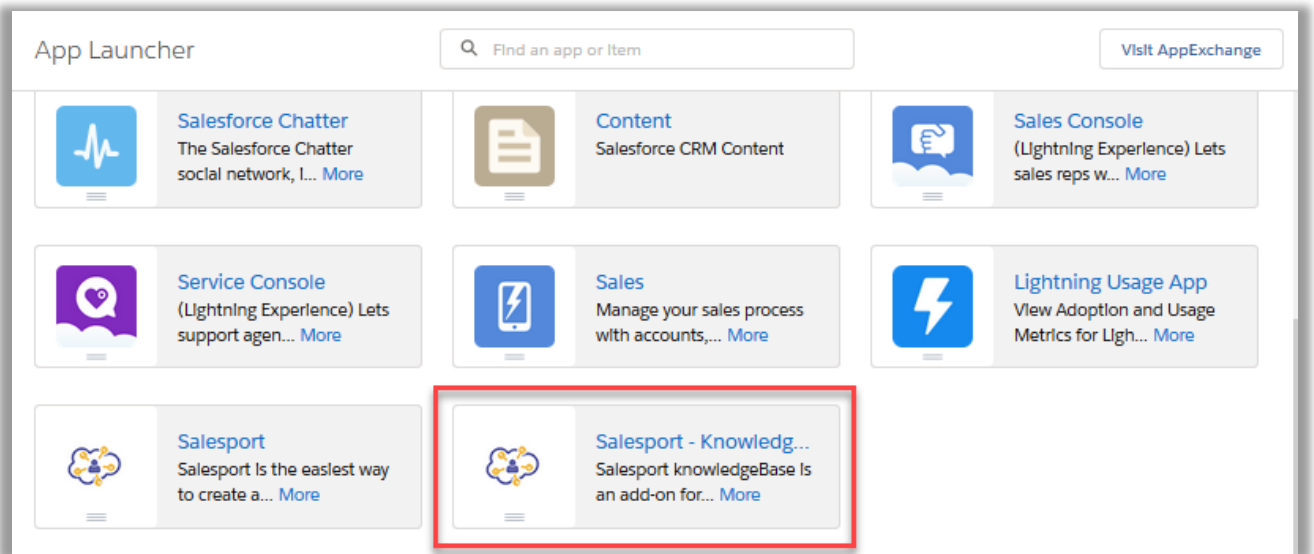 App Launcher
Find an app or item
Visit AppExchange
Salesforce Chatter
The Salesforce Chatter
social network, i... More
Content
Salesforce CRM Content
Sales Console
(Lightning Experience) Lets
sales reps w... More
Service Console
(Lightning Experience) Lets
support agen... More
Sales
Manage your sales process
with accounts,... More
Lightning Usage App
View Adoption and Usage
Metrics for Ligh... More
Salesport
Salesport is the easiest way
to create a... More
Salesport - Knowledg...
Salesport knowledgeBase is
an add-on for... More